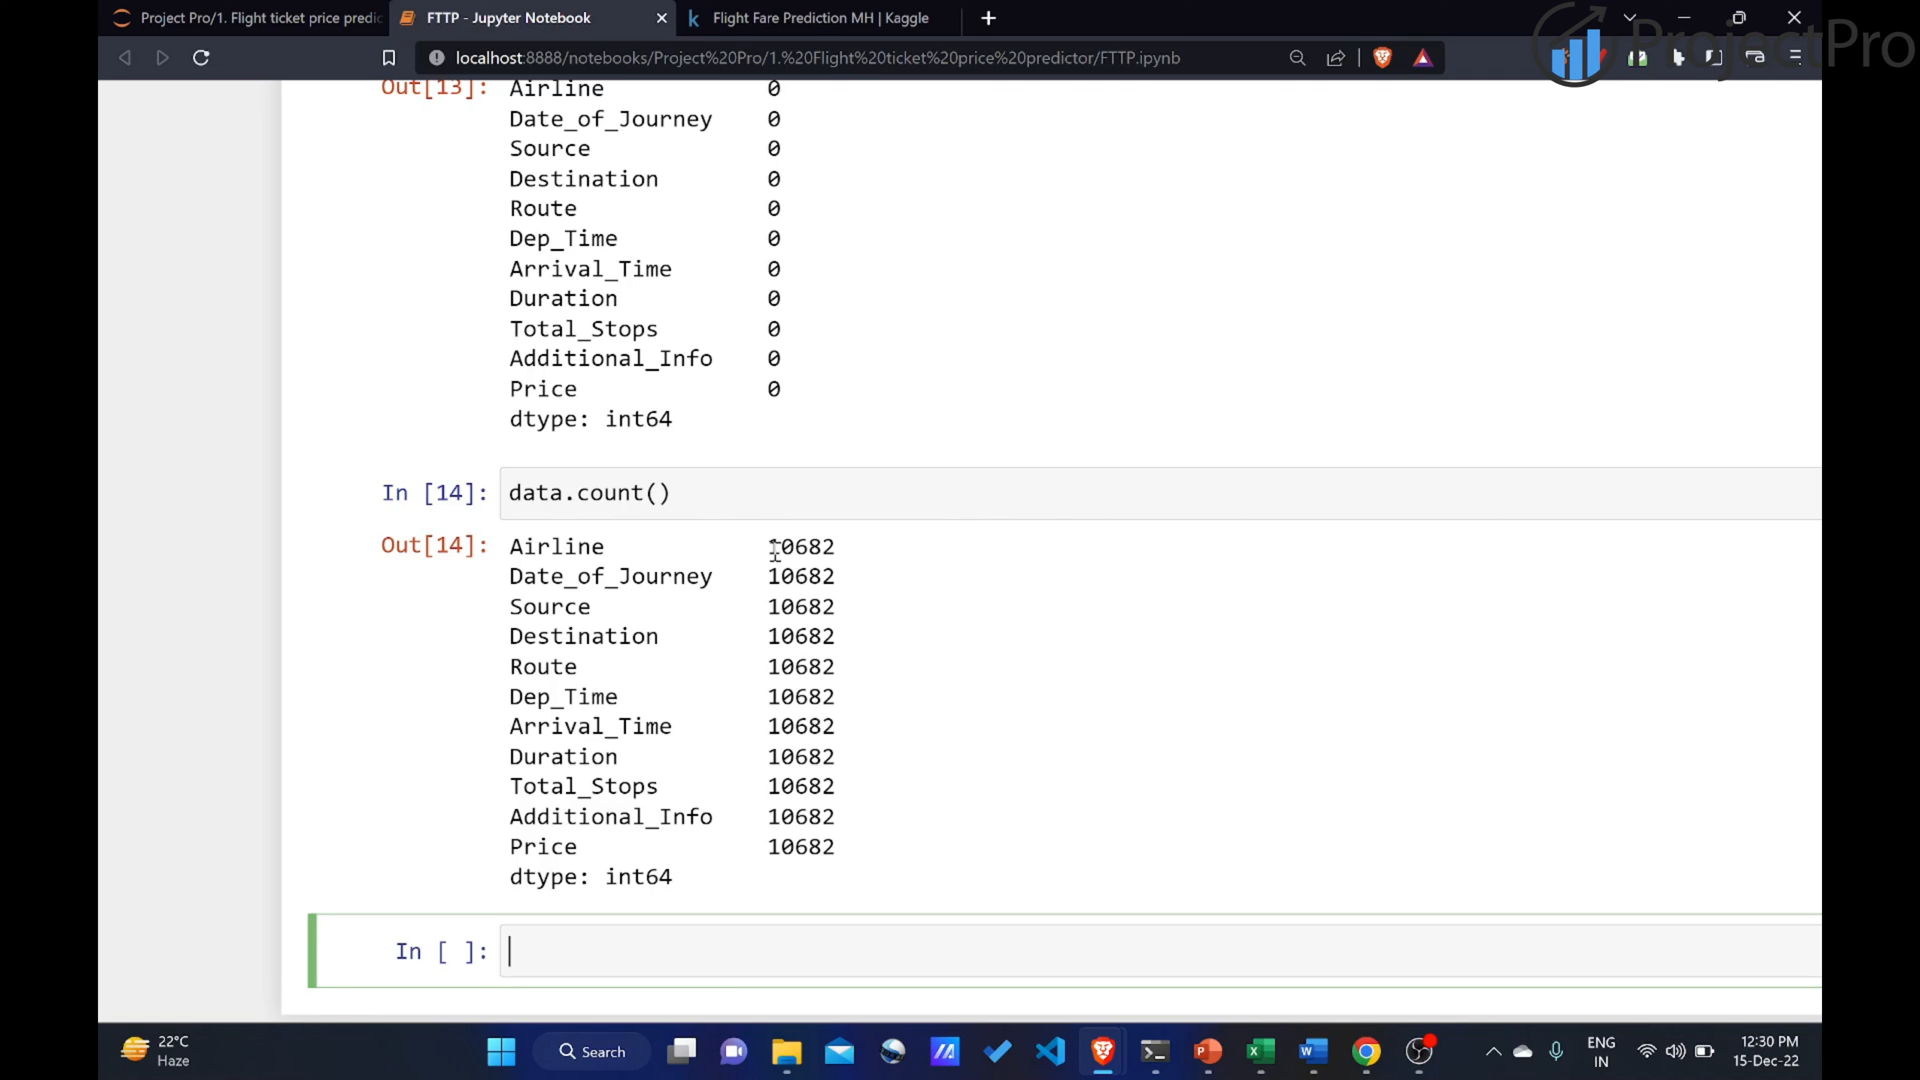 Project Pro/1. Flight ticket price predic
FTTP - Jupyter Notebook
Flight Fare Prediction MH | Kaggle
ProjectPro
localhost:8888/notebooks/Project%20Pro/1.%20Flight%20ticket%20price%20predictor/FTTP.ipynb
Out[13]: Airline 0
Date_of_Journey 0
Source 0
Destination 0
Route 0
Dep_Time 0
Arrival_Time 0
Duration 0
Total_Stops 0
Additional_Info 0
Price 0
dtype: int64
In [14]: data.count()
Out[14]: Airline 10682
Date_of_Journey 10682
Source 10682
Destination 10682
Route 10682
Dep_Time 10682
Arrival_Time 10682
Duration 10682
Total_Stops 10682
Additional_Info 10682
Price 10682
dtype: int64
In [ ]:
22°C
Haze
Search
ENG
IN
12:30 PM
15-Dec-22